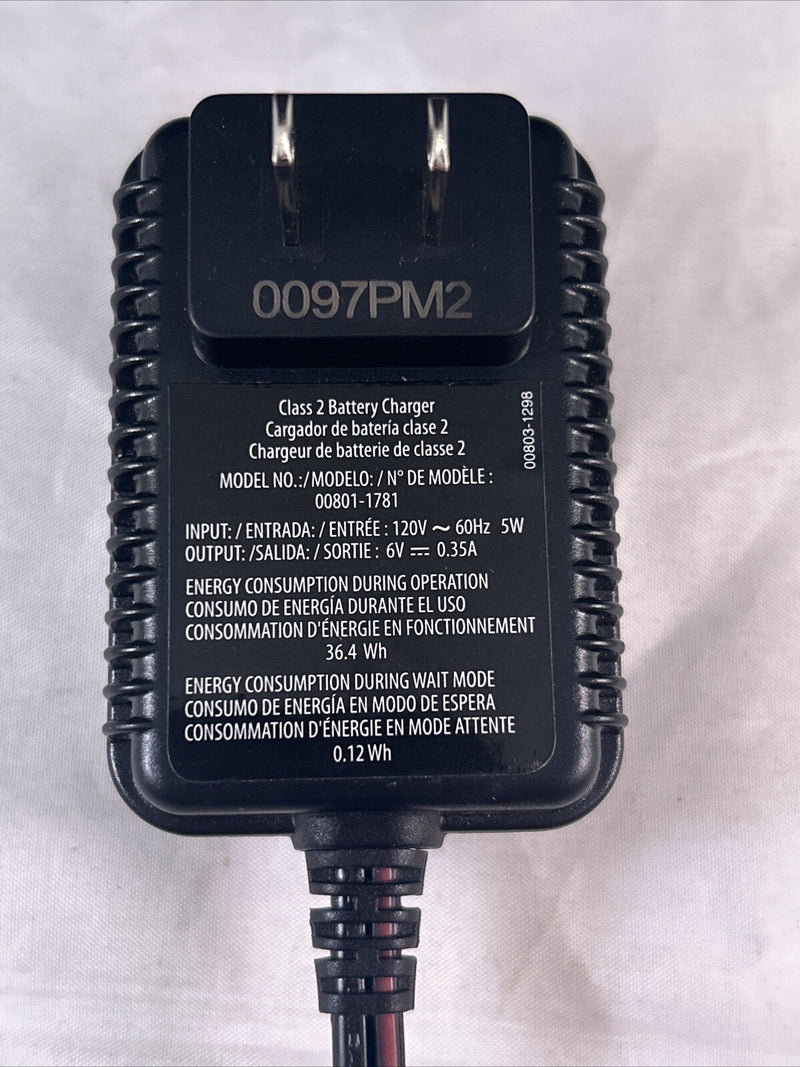 0097PM2
Class 2 Battery Charger
Cargador de batería clase 2
Chargeur de batterie de classe 2
00803-1298
MODEL NO.:/ MODELO: / N° DE MODÈLE :
00801-1781
INPUT: / ENTRADA: / ENTRÉE : 120V ~ 60Hz 5W
OUTPUT: /SALIDA: / SORTIE : 6V ⎓ 0.35A
ENERGY CONSUMPTION DURING OPERATION
CONSUMO DE ENERGÍA DURANTE EL USO
CONSOMMATION D'ÉNERGIE EN FONCTIONNEMENT
36.4 Wh
ENERGY CONSUMPTION DURING WAIT MODE
CONSUMO DE ENERGÍA EN MODO DE ESPERA
CONSOMMATION D'ÉNERGIE EN MODE ATTENTE
0.12 Wh